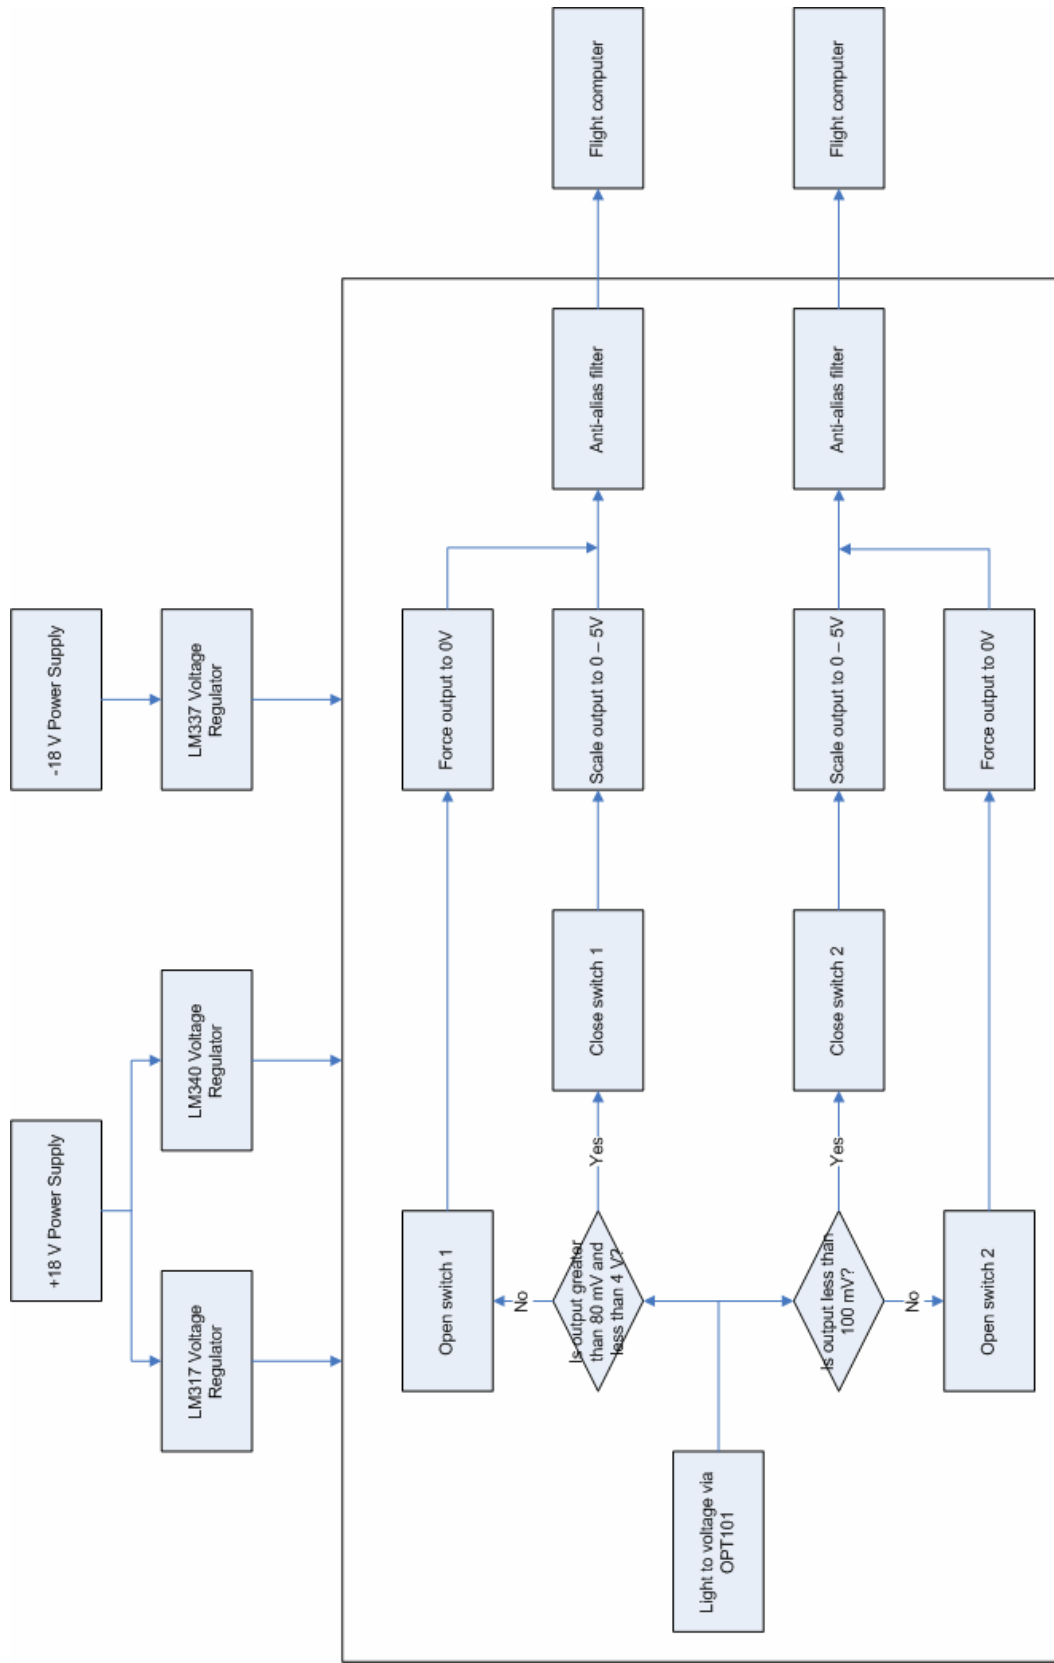 +18 V Power Supply
-18 V Power Supply
LM317 Voltage
Regulator
LM340 Voltage
Regulator
LM337 Voltage
Regulator
Open switch 1
Force output to 0V
No
Is output greater
than 80 mV and
less than 4 V?
Yes
Close switch 1
Scale output to 0 – 5V
Anti-alias filter
Flight computer
Light to voltage via
OPT101
Is output less than
100 mV?
Yes
Close switch 2
Scale output to 0 – 5V
Anti-alias filter
Flight computer
No
Open switch 2
Force output to 0V